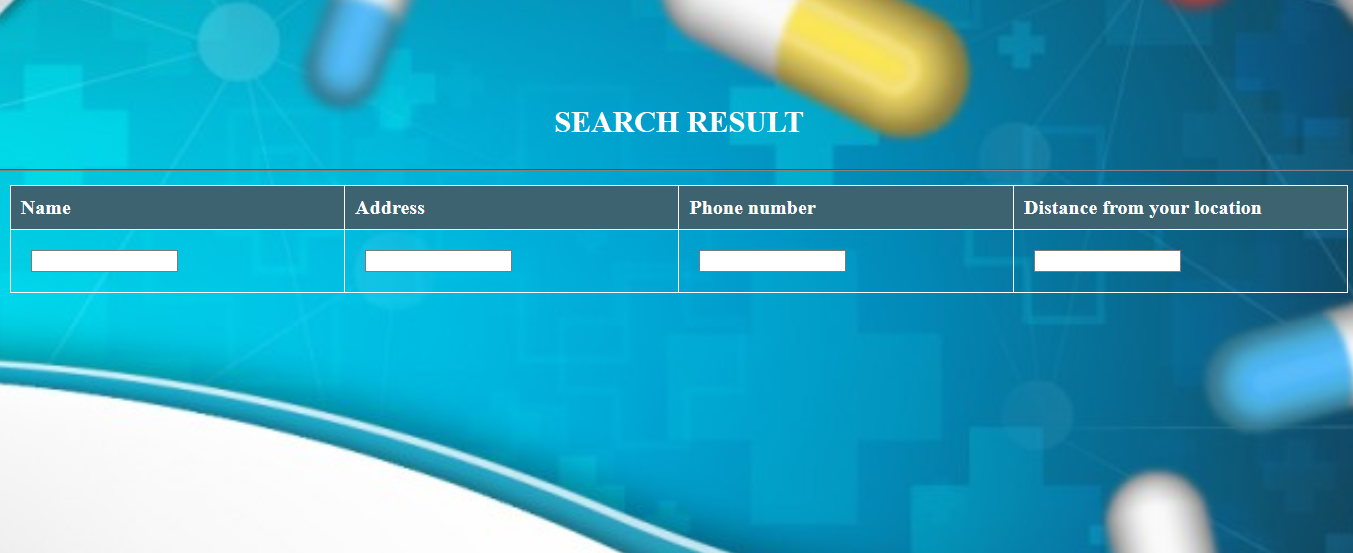 SEARCH RESULT
Name
Address
Phone number
Distance from your location